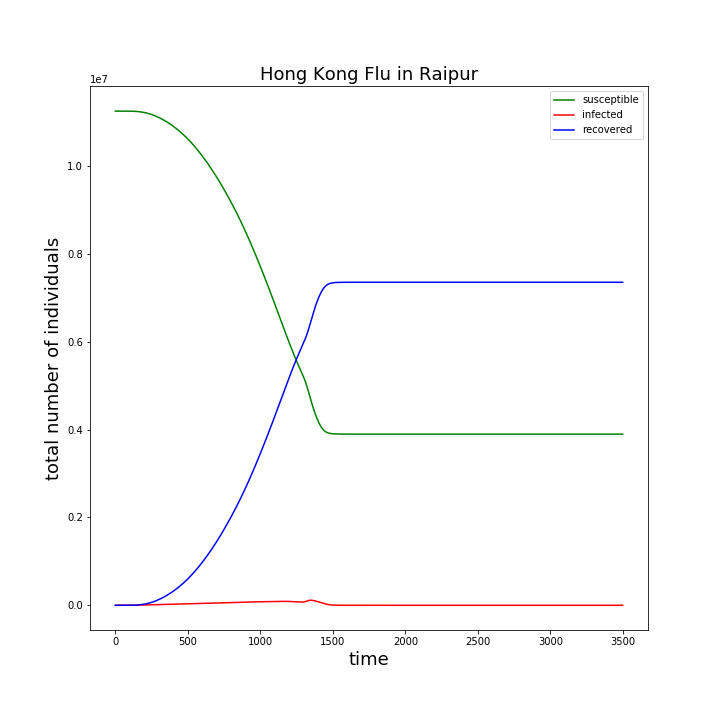 Hong Kong Flu in Raipur
1e7
susceptible
infected
recovered
1.0
0.8
0.6
0.4
0.2
0.0
total number of individuals
0 500 1000 1500 2000 2500 3000 3500
time